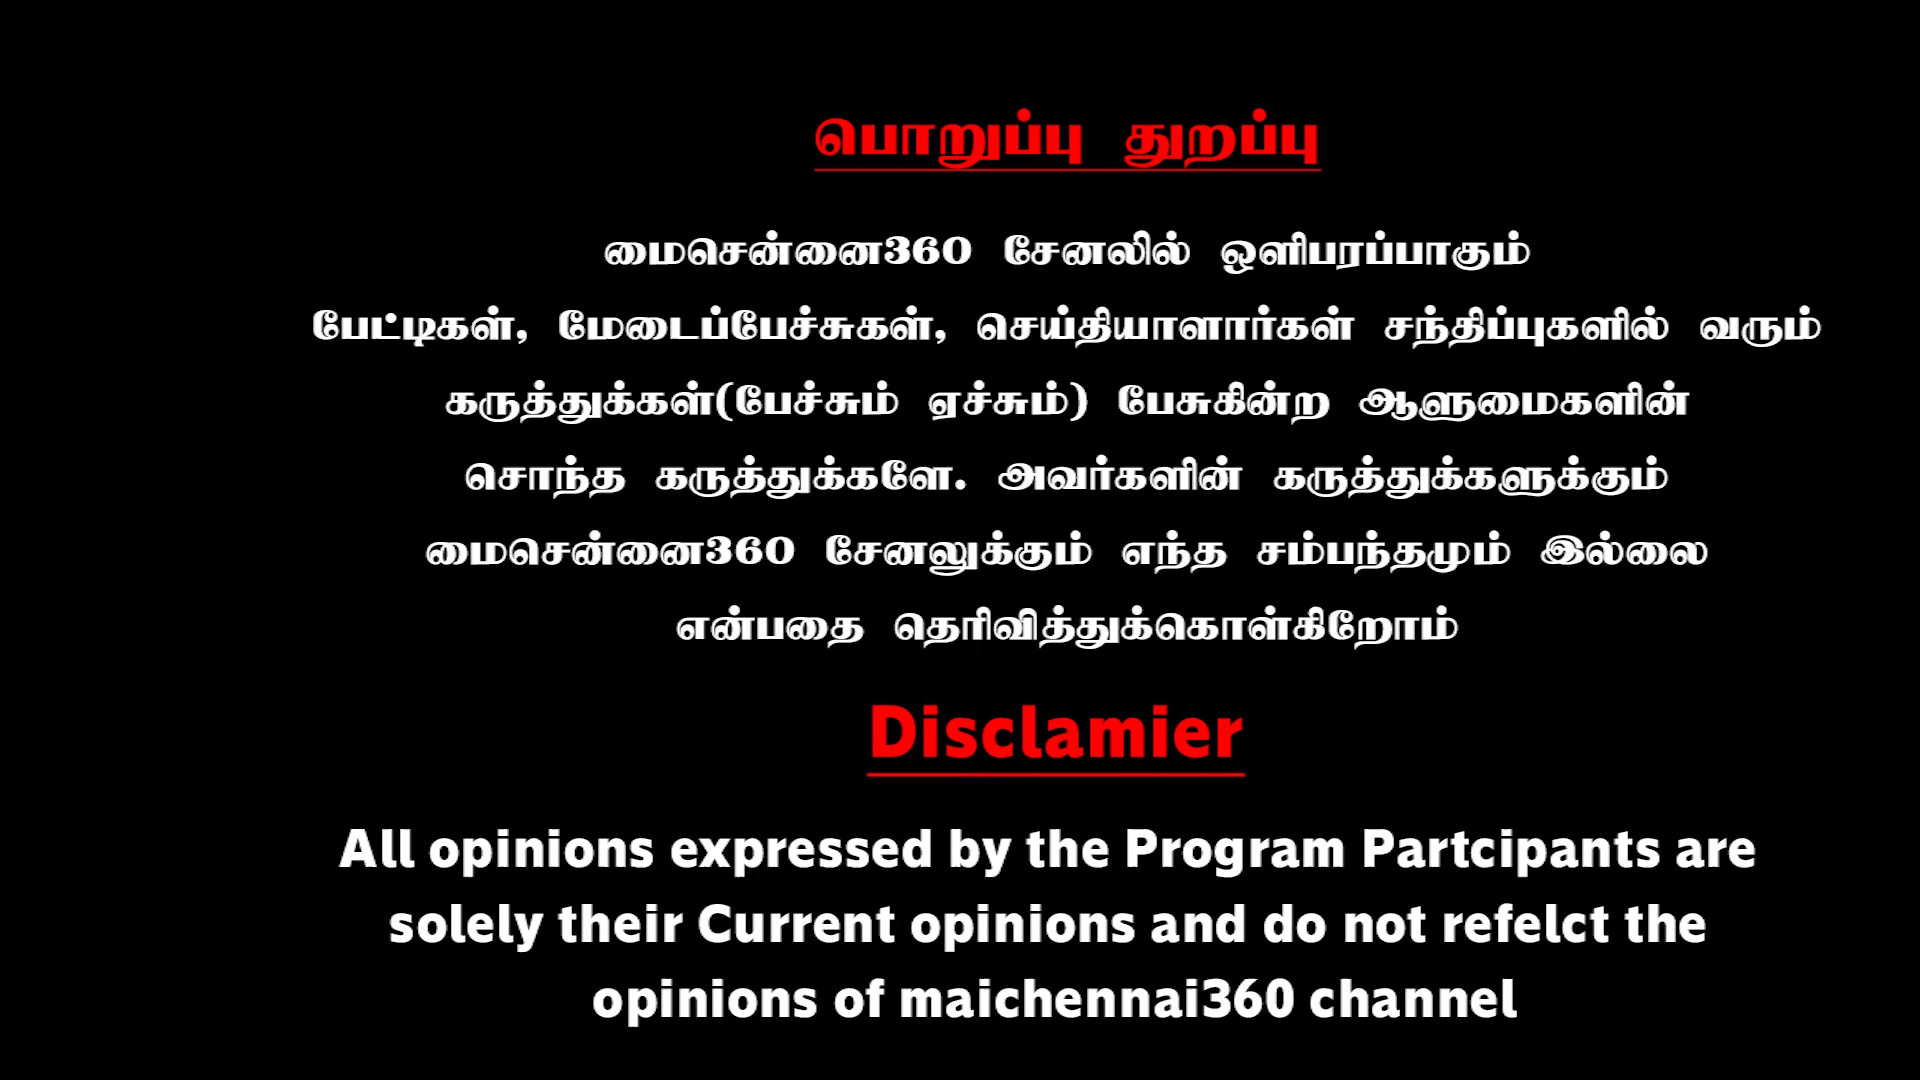 பொறுப்பு துறப்பு
மைசென்னை360 சேனலில் ஒளிபரப்பாகும்
பேட்டிகள், மேடைப்பேச்சுகள், செய்தியாளார்கள் சந்திப்புகளில் வரும்
கருத்துக்கள்(பேச்சும் ஏச்சும்) பேசுகின்ற ஆளுமைகளின்
சொந்த கருத்துக்களே. அவர்களின் கருத்துக்களுக்கும்
மைசென்னை360 சேனலுக்கும் எந்த சம்பந்தமும் இல்லை
என்பதை தெரிவித்துக்கொள்கிறோம்
Disclamier
All opinions expressed by the Program Partcipants are
solely their Current opinions and do not refelct the
opinions of maichennai360 channel